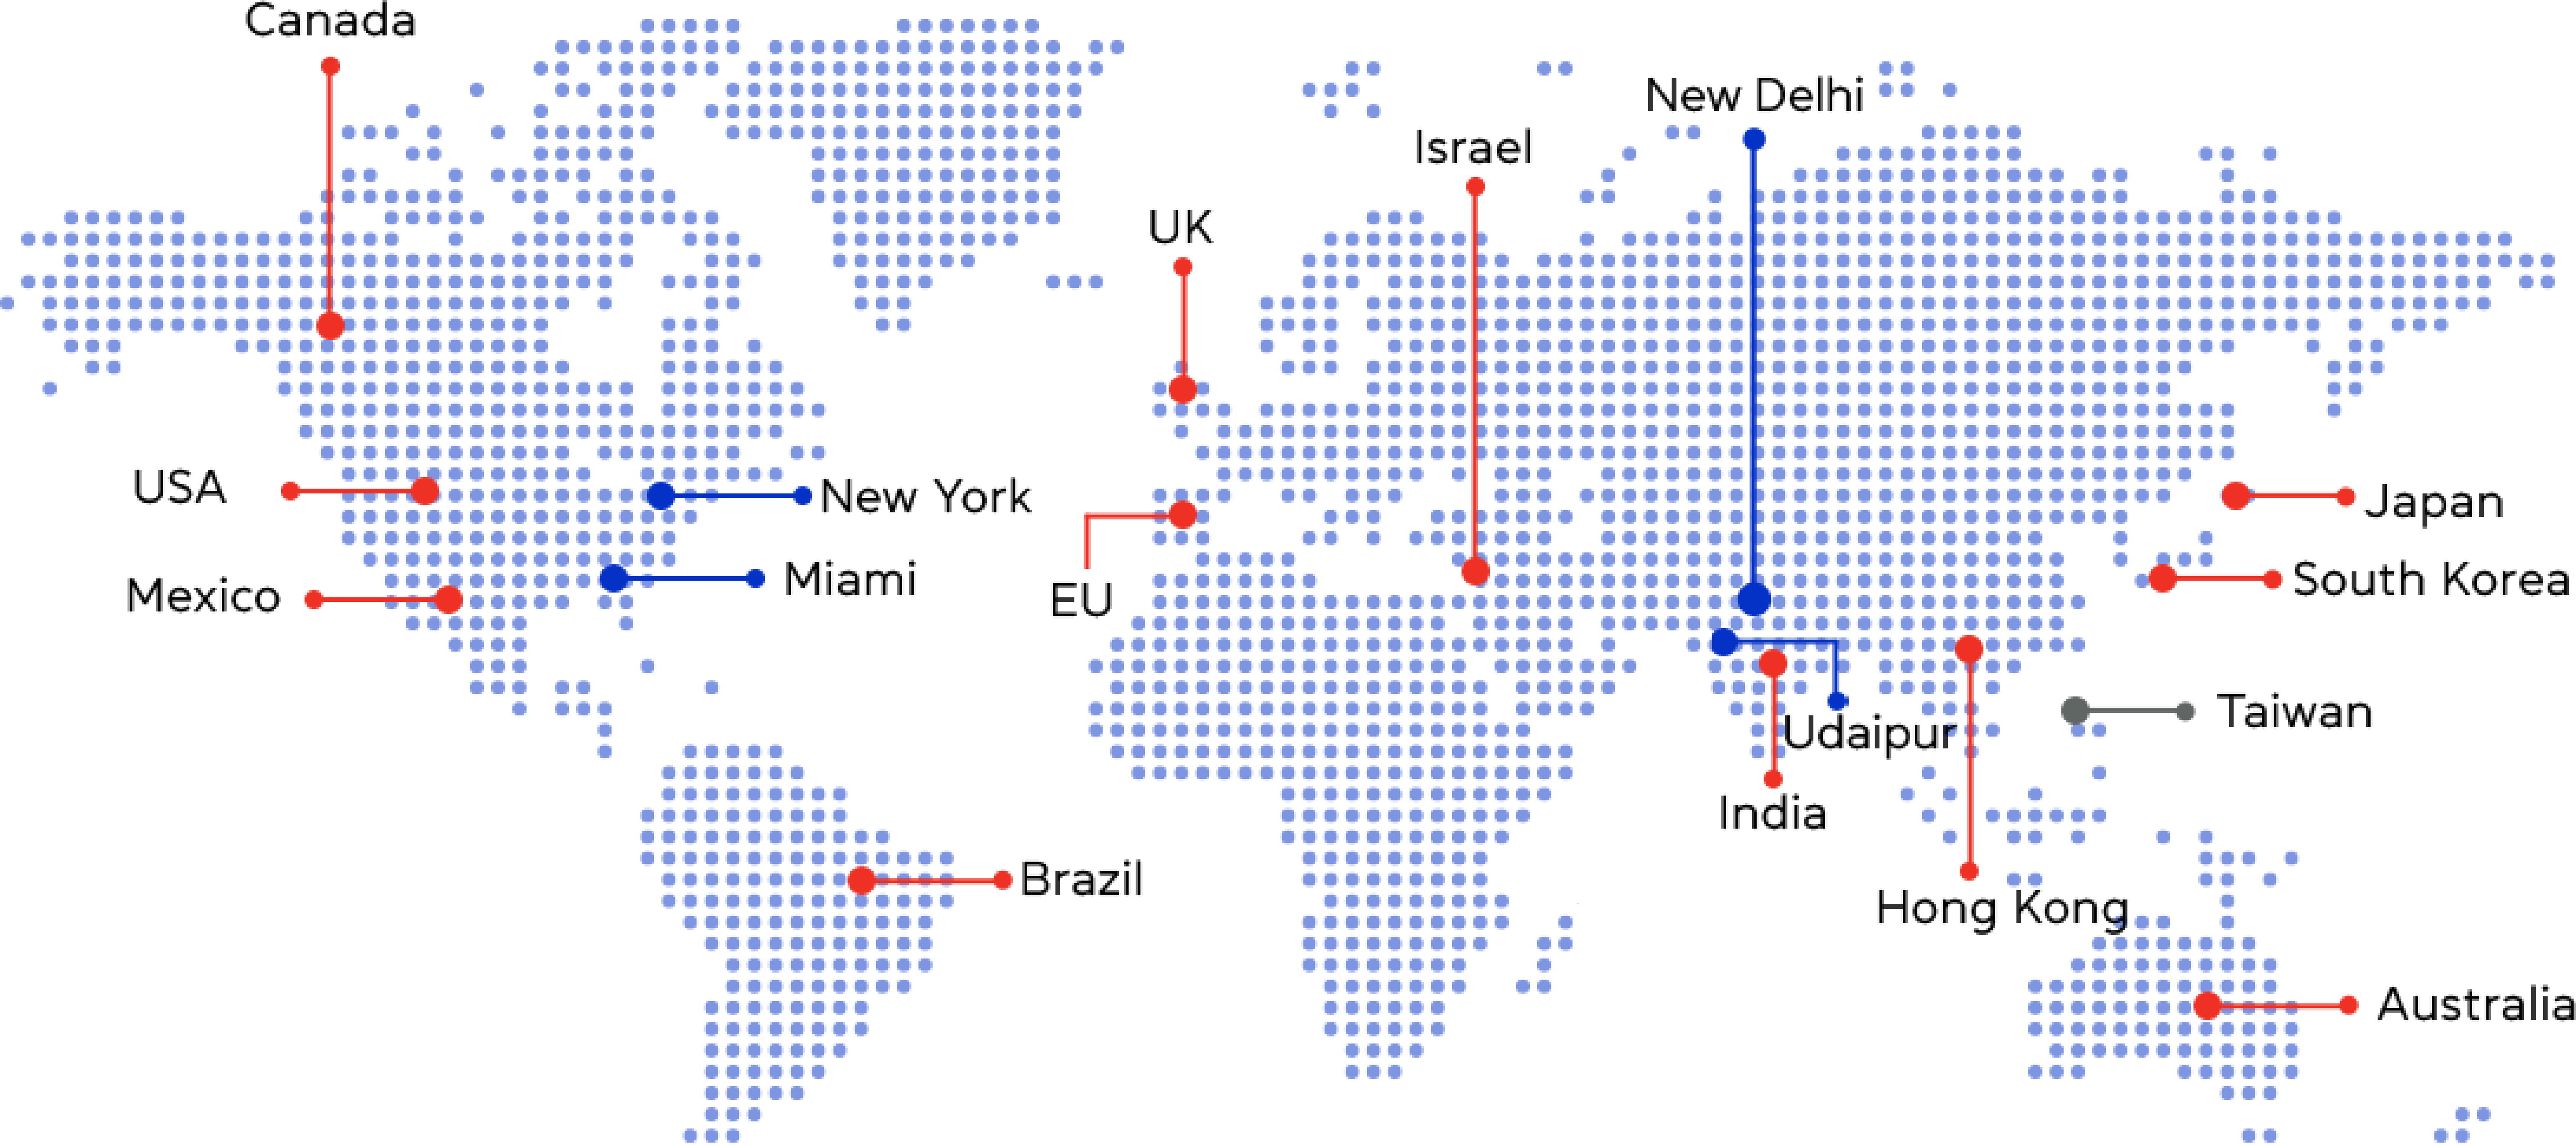 Canada
New Delhi
Israel
UK
USA
New York
Japan
Miami
South Korea
Mexico
EU
Taiwan
Udaipur
India
Brazil
Hong Kong
Australia